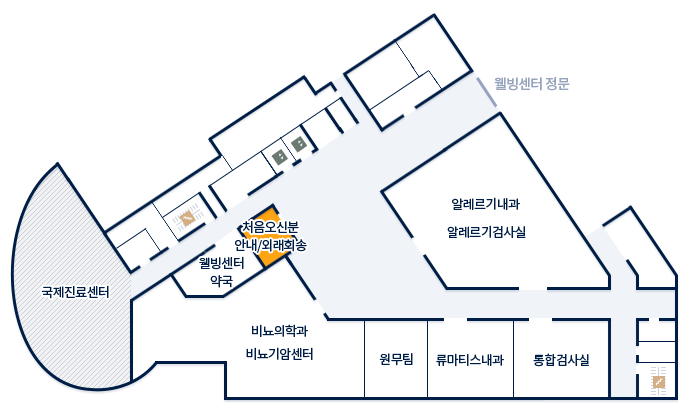 웰빙센터 정문
알레르기내과
알레르기검사실
처음오신분
안내/외래회송
웰빙센터
약국
국제진료센터
비뇨의학과
비뇨기암센터
원무팀
류마티스내과
통합검사실